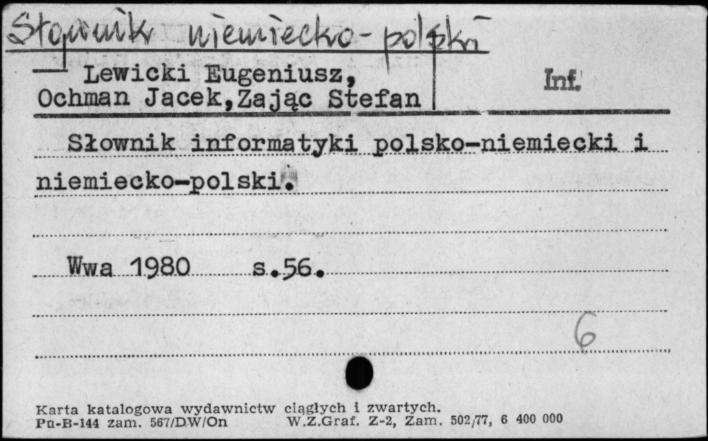 Słownik niemiecko-polski
— Lewicki Eugeniusz,
Inf.
Ochman Jacek, Zając Stefan
Słownik informatyki polsko-niemiecki i
niemiecko-polski.
Wwa 1980 s.56.
6
Karta katalogowa wydawnictw ciągłych i zwartych.
Pu-B-144 zam. 567/DW/On W.Z.Graf. Z-2, Zam. 502/77, 6 400 000